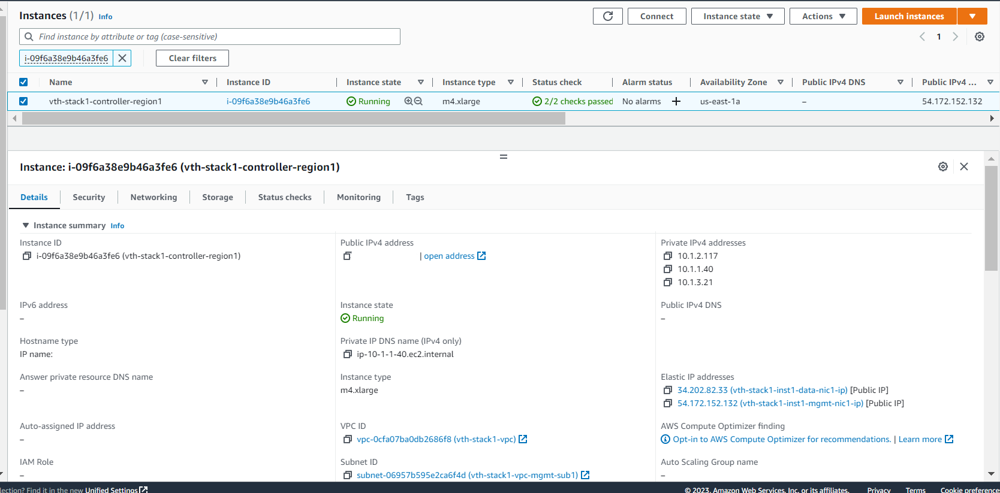 Instances (1/1) Info
Connect
Instance state
Actions
Launch instances
Find instance by attribute or tag (case-sensitive)
1
i-09f6a38e9b46a3fe6
Clear filters
Name Instance ID Instance state Instance type Status check Alarm status Availability Zone Public IPv4 DNS Public IPv4 ...
vth-stack1-controller-region1 i-09f6a38e9b46a3fe6 Running m4.xlarge 2/2 checks passed No alarms + us-east-1a – 54.172.152.132
Instance: i-09f6a38e9b46a3fe6 (vth-stack1-controller-region1)
Details Security Networking Storage Status checks Monitoring Tags
Instance summary Info
Instance ID
i-09f6a38e9b46a3fe6 (vth-stack1-controller-region1)
Public IPv4 address
| open address
Private IPv4 addresses
10.1.2.117
10.1.1.40
10.1.3.21
IPv6 address
–
Instance state
Running
Public IPv4 DNS
–
Hostname type
IP name:
Private IP DNS name (IPv4 only)
ip-10-1-1-40.ec2.internal
Answer private resource DNS name
–
Instance type
m4.xlarge
Elastic IP addresses
34.202.82.33 (vth-stack1-inst1-data-nic1-ip) [Public IP]
54.172.152.132 (vth-stack1-inst1-mgmt-nic1-ip) [Public IP]
Auto-assigned IP address
–
VPC ID
vpc-0cfa07ba0db2686f8 (vth-stack1-vpc)
AWS Compute Optimizer finding
Opt-in to AWS Compute Optimizer for recommendations. | Learn more
IAM Role
–
Subnet ID
subnet-06957b595e2ca6f4d (vth-stack1-vpc-mgmt-sub1)
Auto Scaling Group name
–
lection? Find it in the new Unified Settings
© 2023, Amazon Web Services, Inc. or its affiliates. Privacy Terms Cookie preference